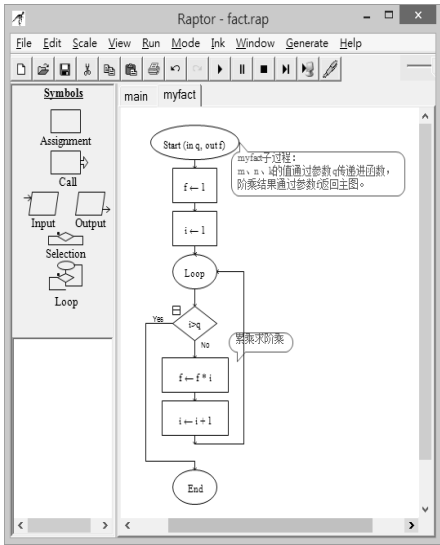 Raptor - fact.rap
File Edit Scale View Run Mode Ink Window Generate Help
Symbols
Assignment
Call
Input Output
Selection
Loop
main myfact
Start (in q, out f)
myfact子过程：
m、n、k的值通过参数q传递进函数，
阶乘结果通过参数f返回主图。
f ← 1
i ← 1
Loop
Yes
i>q
No
累乘求阶乘
f ← f * i
i ← i + 1
End